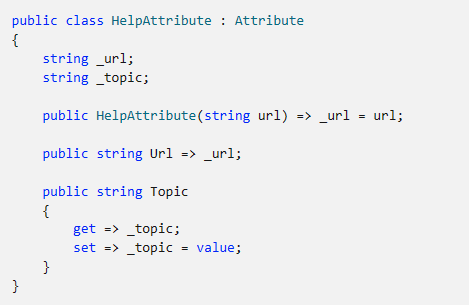 public class HelpAttribute : Attribute
{
    string _url;
    string _topic;

    public HelpAttribute(string url) => _url = url;

    public string Url => _url;

    public string Topic
    {
        get => _topic;
        set => _topic = value;
    }
}